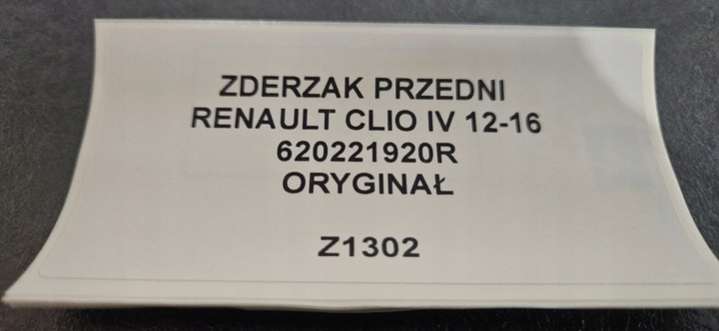 ZDERZAK PRZEDNI
RENAULT CLIO IV 12-16
620221920R
ORYGINAŁ
Z1302